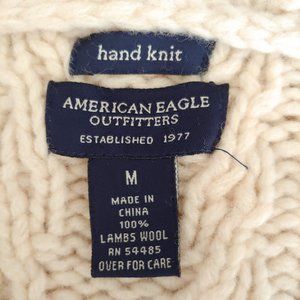 hand knit
AMERICAN EAGLE
OUTFITTERS
ESTABLISHED 1977
M
MADE IN
CHINA
100%
LAMBS WOOL
RN 54485
OVER FOR CARE